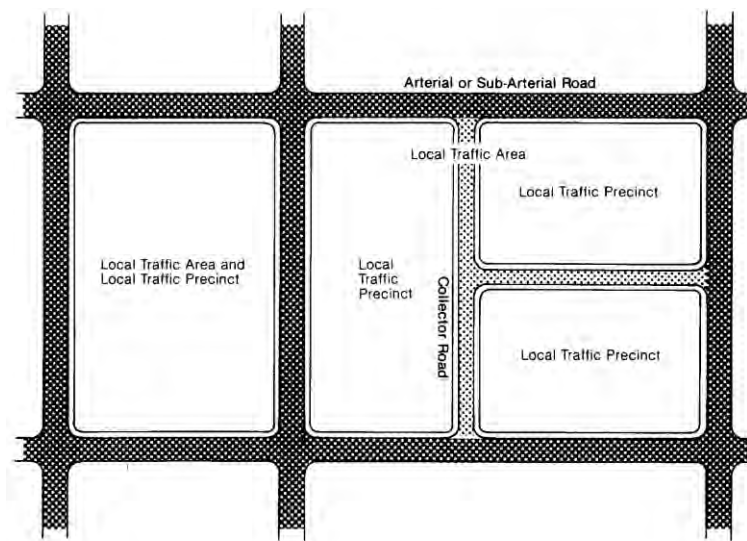 Arterial or Sub-Arterial Road
Local Traffic Area
Local Traffic Precinct
Local Traffic Area and
Local Traffic Precinct
Local
Traffic
Precinct
Collector Road
Local Traffic Precinct